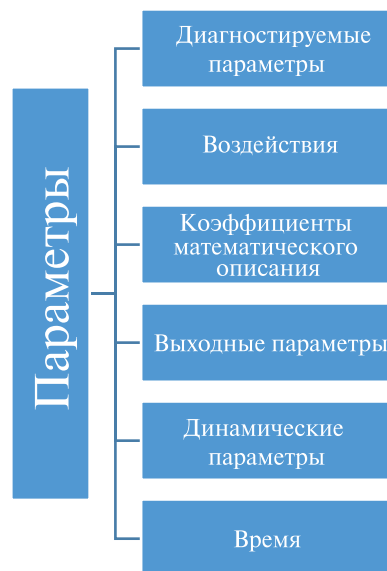 Параметры
Диагностируемые
параметры
Воздействия
Коэффициенты
математического
описания
Выходные параметры
Динамические
параметры
Время